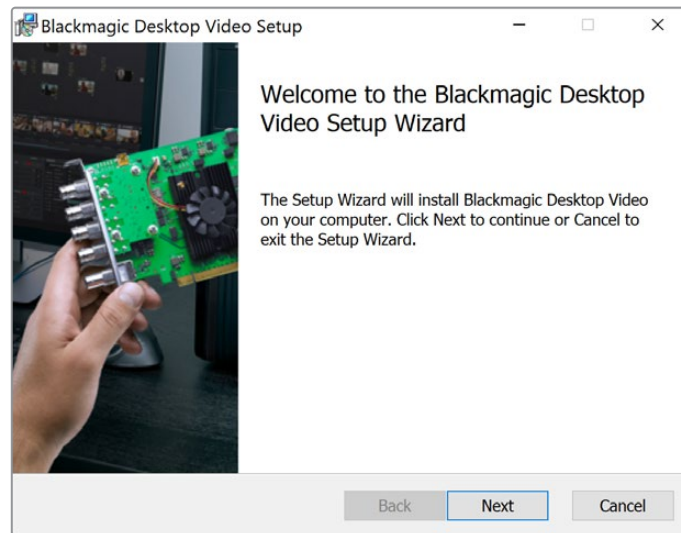 Blackmagic Desktop Video Setup
Welcome to the Blackmagic Desktop
Video Setup Wizard
The Setup Wizard will install Blackmagic Desktop Video
on your computer. Click Next to continue or Cancel to
exit the Setup Wizard.
Back
Next
Cancel